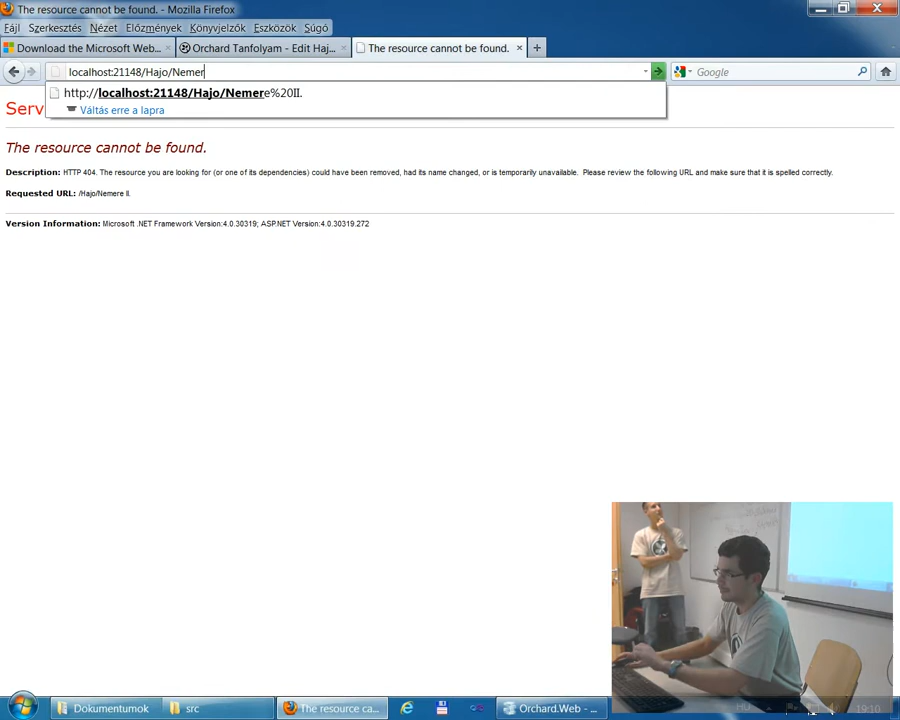 The resource cannot be found. - Mozilla Firefox
Fájl Szerkesztés Nézet Előzmények Könyvjelzők Eszközök Súgó
Download the Microsoft Web... × Orchard Tanfolyam - Edit Haj... × The resource cannot be found. × +
localhost:21148/Hajo/Nemer Google
http://localhost:21148/Hajo/Nemere%20II.
Váltás erre a lapra
Serv
The resource cannot be found.
Description: HTTP 404. The resource you are looking for (or one of its dependencies) could have been removed, had its name changed, or is temporarily unavailable. Please review the following URL and make sure that it is spelled correctly.
Requested URL: /Hajo/Nemere II.
Version Information: Microsoft .NET Framework Version:4.0.30319; ASP.NET Version:4.0.30319.272
Dokumentumok src The resource ca... Orchard.Web - ... HU 19:10